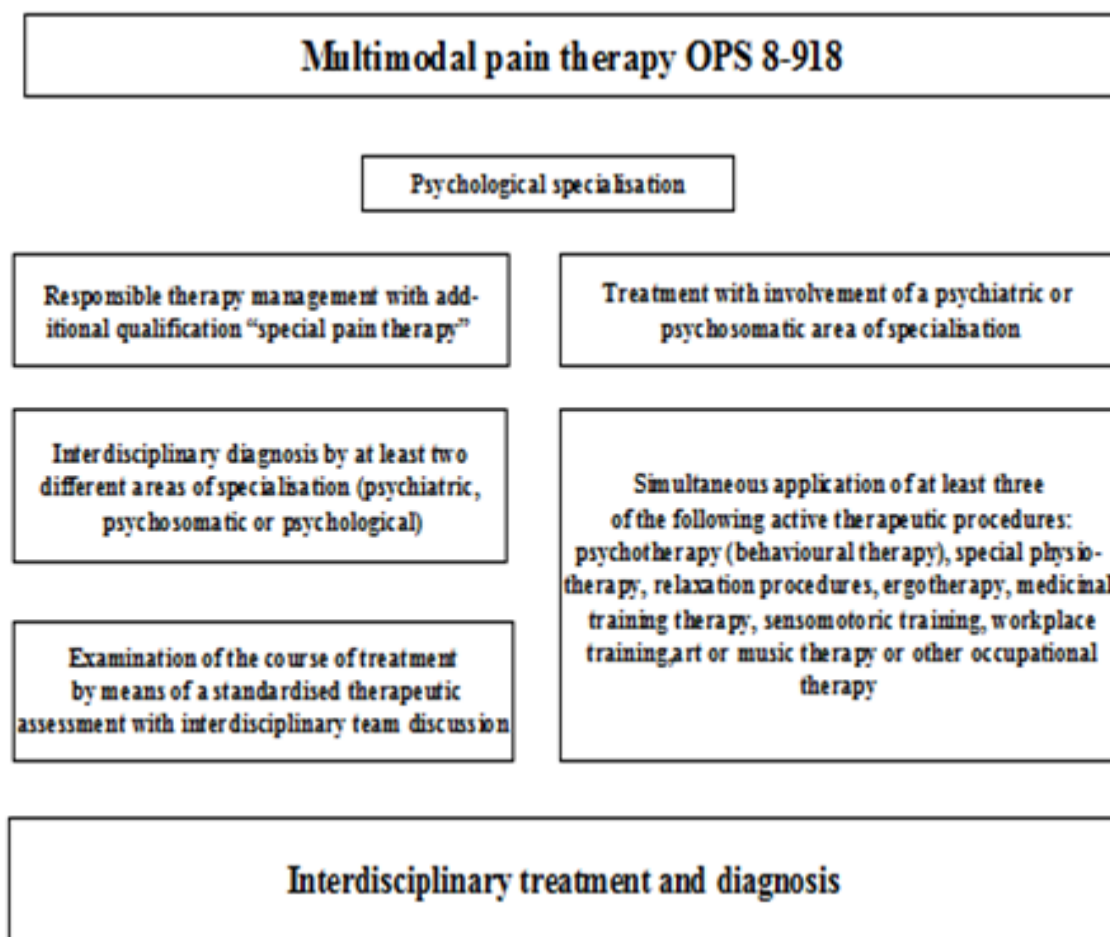 Multimodal pain therapy OPS 8-918
Psychological specialisation
Responsible therapy management with add-
itional qualification “special pain therapy”
Treatment with involvement of a psychiatric or
psychosomatic area of specialisation
Interdisciplinary diagnosis by at least two
different areas of specialisation (psychiatric,
psychosomatic or psychological)
Simultaneous application of at least three
of the following active therapeutic procedures:
psychotherapy (behavioural therapy), special physio-
therapy, relaxation procedures, ergotherapy, medicinal
training therapy, sensomotoric training, workplace
training,art or music therapy or other occupational
therapy
Examination of the course of treatment
by means of a standardised therapeutic
assessment with interdisciplinary team discussion
Interdisciplinary treatment and diagnosis